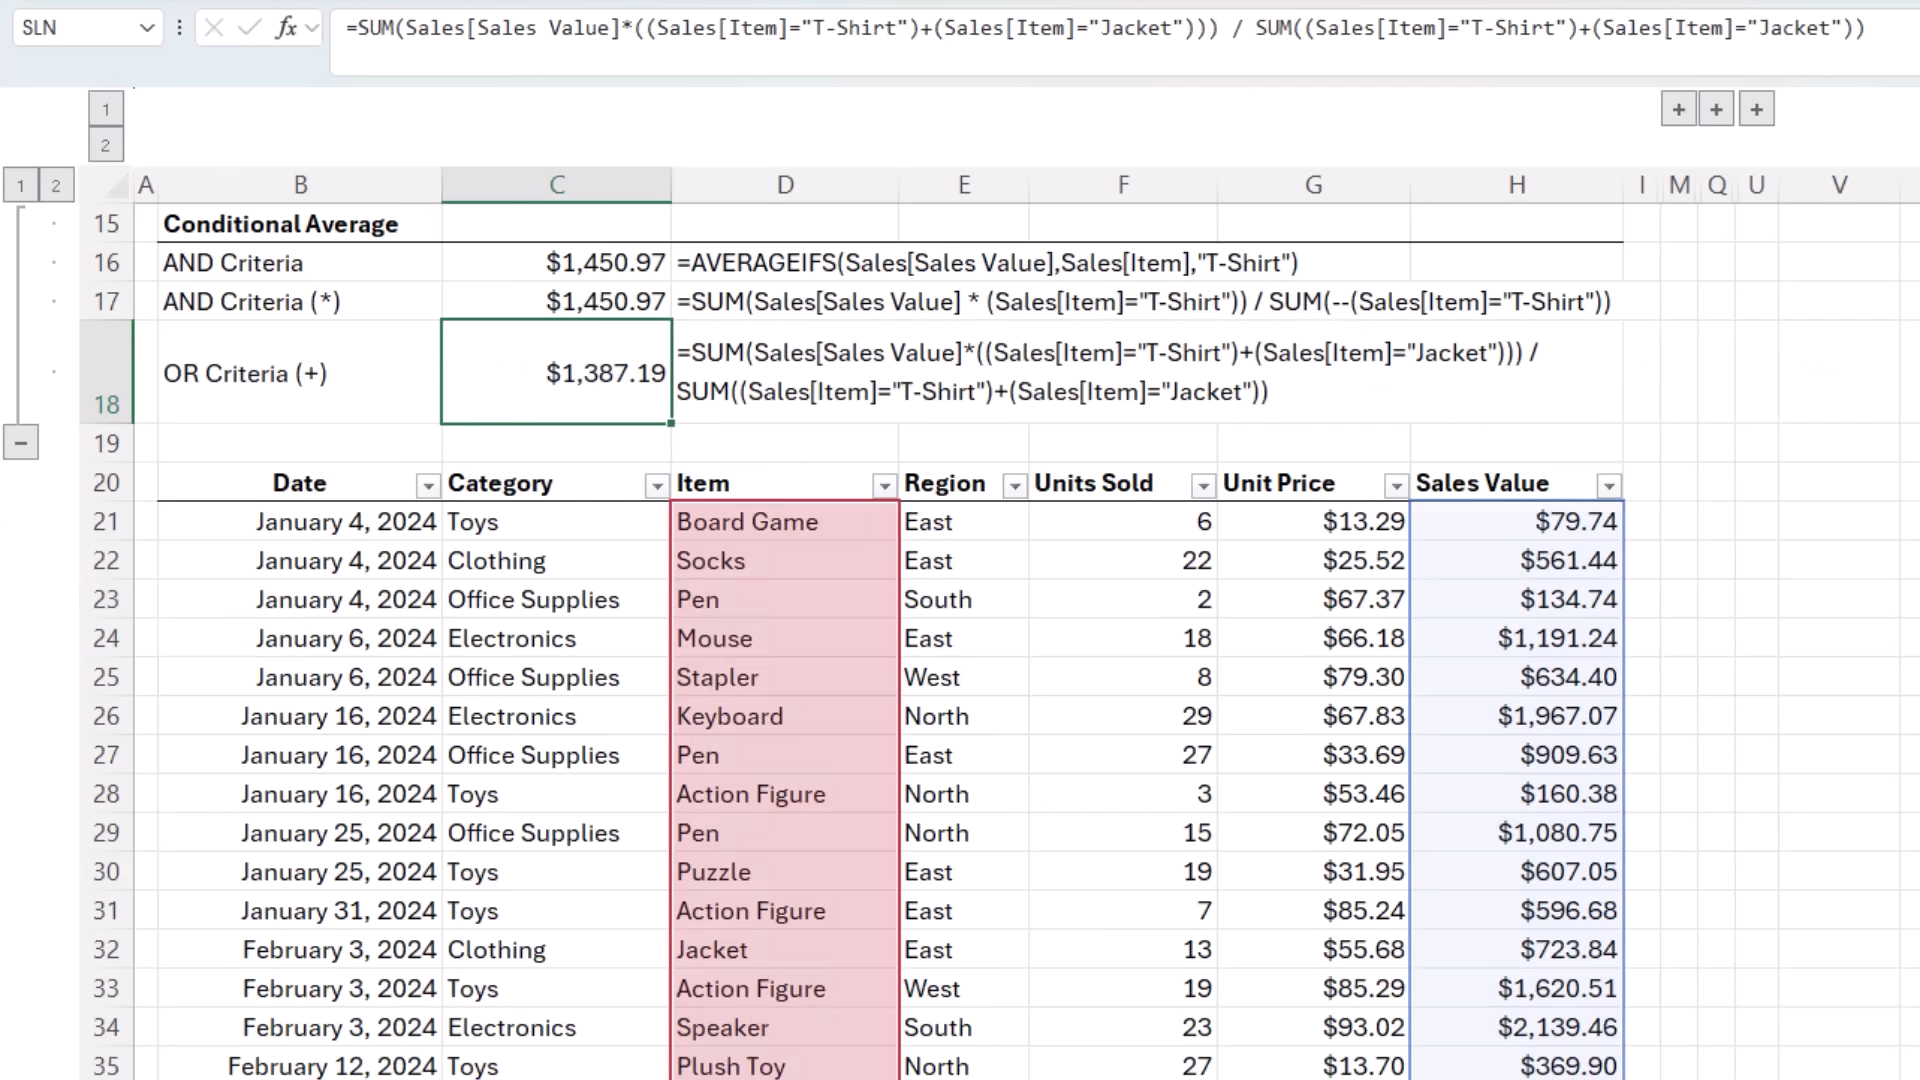 SLN fx =SUM(Sales[Sales Value]*((Sales[Item]="T-Shirt")+(Sales[Item]="Jacket"))) / SUM((Sales[Item]="T-Shirt")+(Sales[Item]="Jacket"))
1 + + +
2
1 2 A B C D E F G H I M Q U V
15 Conditional Average
16 AND Criteria $1,450.97 =AVERAGEIFS(Sales[Sales Value],Sales[Item],"T-Shirt")
17 AND Criteria (*) $1,450.97 =SUM(Sales[Sales Value] * (Sales[Item]="T-Shirt")) / SUM(--(Sales[Item]="T-Shirt"))
18 OR Criteria (+) $1,387.19 =SUM(Sales[Sales Value]*((Sales[Item]="T-Shirt")+(Sales[Item]="Jacket"))) /
SUM((Sales[Item]="T-Shirt")+(Sales[Item]="Jacket"))
− 19
20 Date Category Item Region Units Sold Unit Price Sales Value
21 January 4, 2024 Toys Board Game East 6 $13.29 $79.74
22 January 4, 2024 Clothing Socks East 22 $25.52 $561.44
23 January 4, 2024 Office Supplies Pen South 2 $67.37 $134.74
24 January 6, 2024 Electronics Mouse East 18 $66.18 $1,191.24
25 January 6, 2024 Office Supplies Stapler West 8 $79.30 $634.40
26 January 16, 2024 Electronics Keyboard North 29 $67.83 $1,967.07
27 January 16, 2024 Office Supplies Pen East 27 $33.69 $909.63
28 January 16, 2024 Toys Action Figure North 3 $53.46 $160.38
29 January 25, 2024 Office Supplies Pen North 15 $72.05 $1,080.75
30 January 25, 2024 Toys Puzzle East 19 $31.95 $607.05
31 January 31, 2024 Toys Action Figure East 7 $85.24 $596.68
32 February 3, 2024 Clothing Jacket East 13 $55.68 $723.84
33 February 3, 2024 Toys Action Figure West 19 $85.29 $1,620.51
34 February 3, 2024 Electronics Speaker South 23 $93.02 $2,139.46
35 February 12, 2024 Toys Plush Toy North 27 $13.70 $369.90